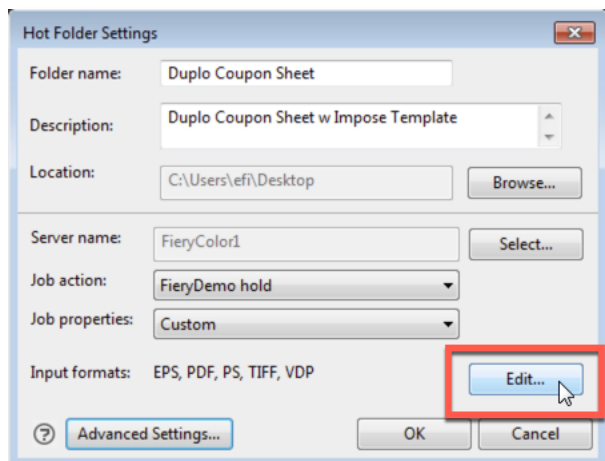 Hot Folder Settings
Folder name: Duplo Coupon Sheet
Description: Duplo Coupon Sheet w Impose Template
Location: C:\Users\efi\Desktop Browse...
Server name: FieryColor1 Select...
Job action: FieryDemo hold
Job properties: Custom
Input formats: EPS, PDF, PS, TIFF, VDP Edit...
? Advanced Settings... OK Cancel